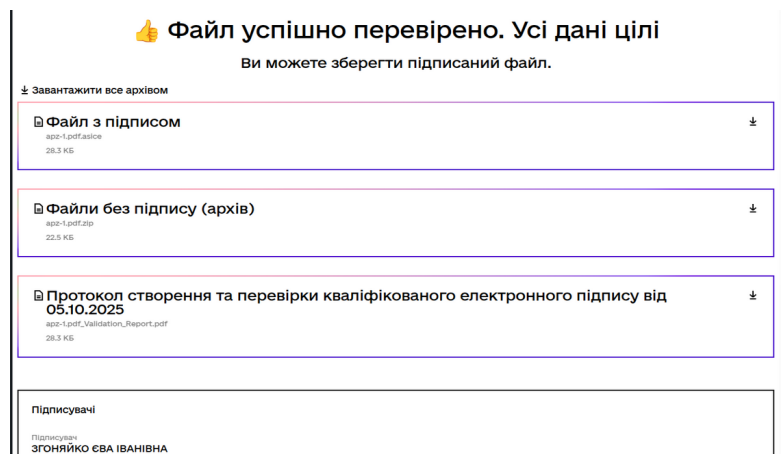 👍 Файл успішно перевірено. Усі дані цілі
Ви можете зберегти підписаний файл.
Завантажити все архівом
Файл з підписом
apz-1.pdf.asice
28.3 КБ
Файли без підпису (архів)
apz-1.pdf.zip
22.5 КБ
Протокол створення та перевірки кваліфікованого електронного підпису від
05.10.2025
apz-1.pdf_Validation_Report.pdf
28.3 КБ
Підписувачі
Підписувач
ЗГОНЯЙКО ЄВА ІВАНІВНА